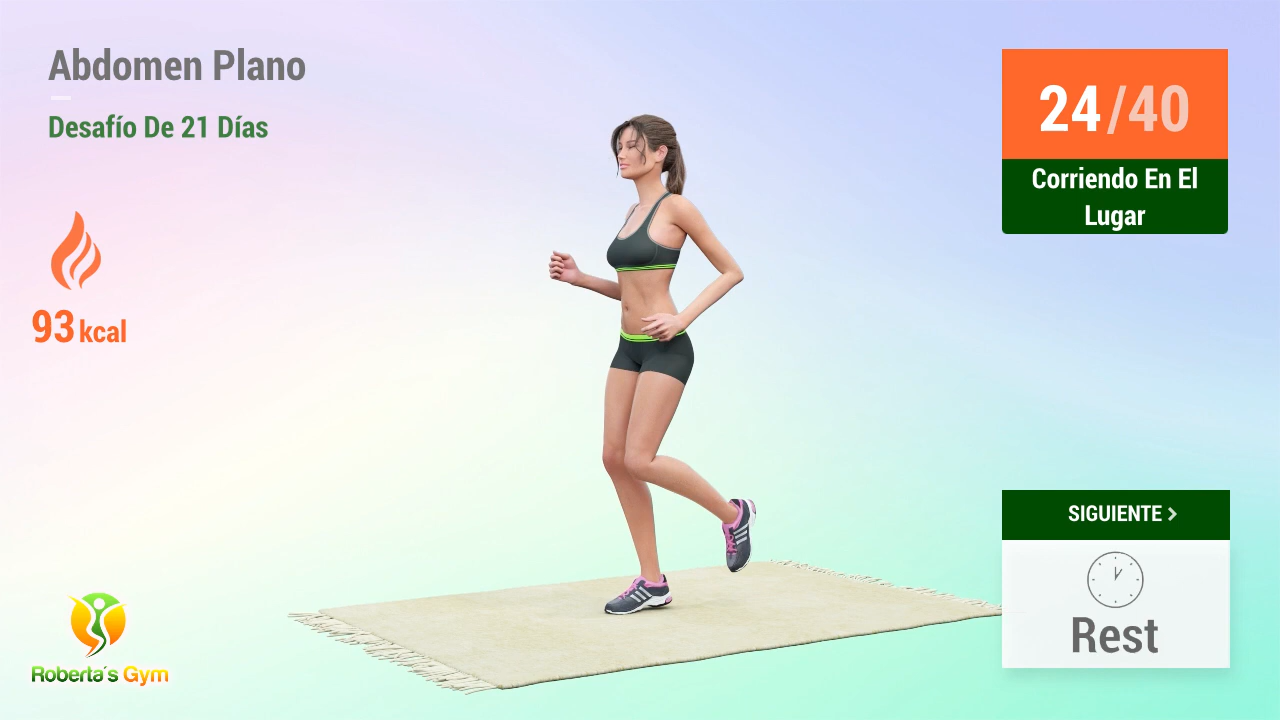 Abdomen Plano
Desafío De 21 Días
93 kcal
24/40
Corriendo En El
Lugar
SIGUIENTE >
Rest
Roberta´s Gym